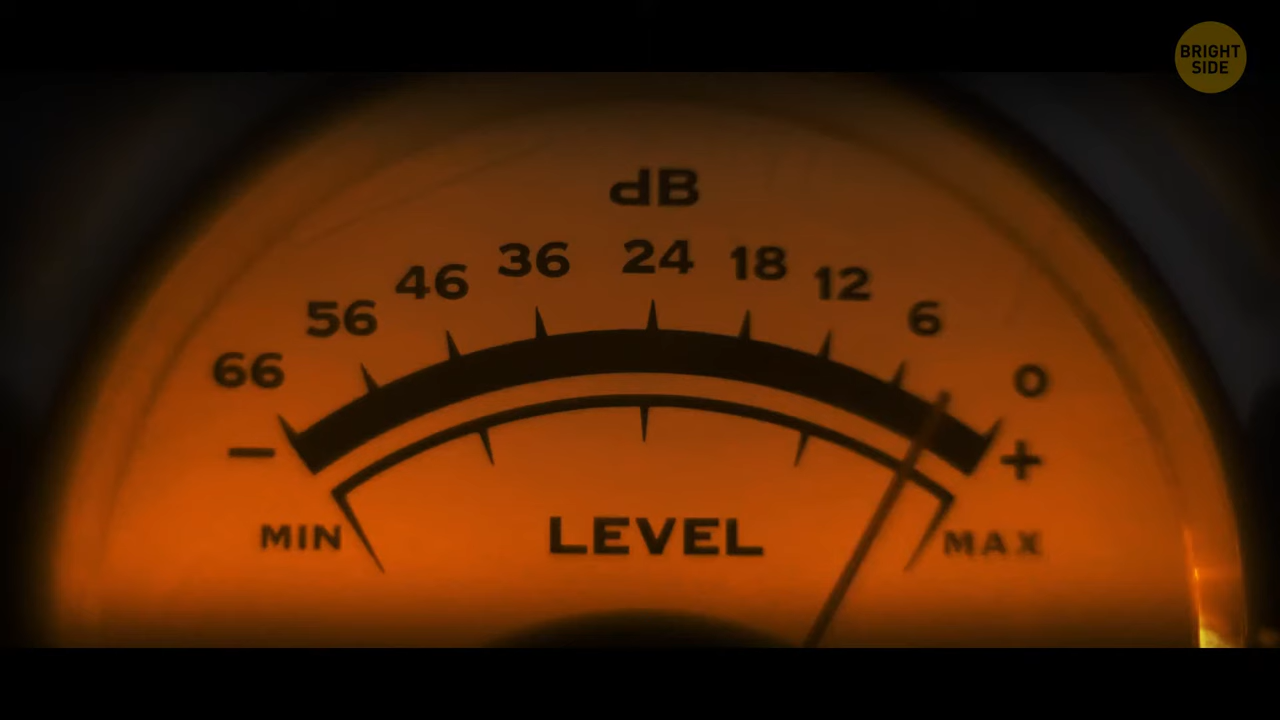 BRIGHT
SIDE
dB
66 56 46 36 24 18 12 6 0
− +
MIN LEVEL MAX